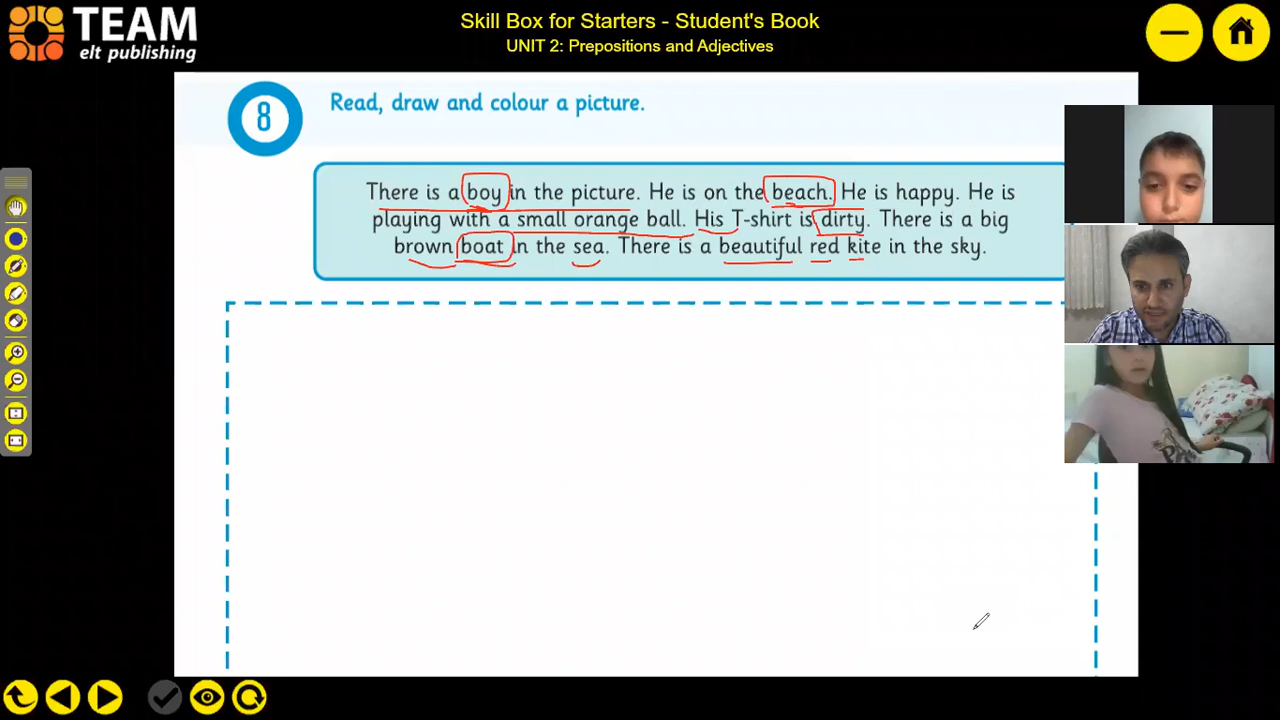 TEAM
elt publishing
Skill Box for Starters - Student's Book
UNIT 2: Prepositions and Adjectives
8
Read, draw and colour a picture.
There is a boy in the picture. He is on the beach. He is happy. He is
playing with a small orange ball. His T-shirt is dirty. There is a big
brown boat in the sea. There is a beautiful red kite in the sky.